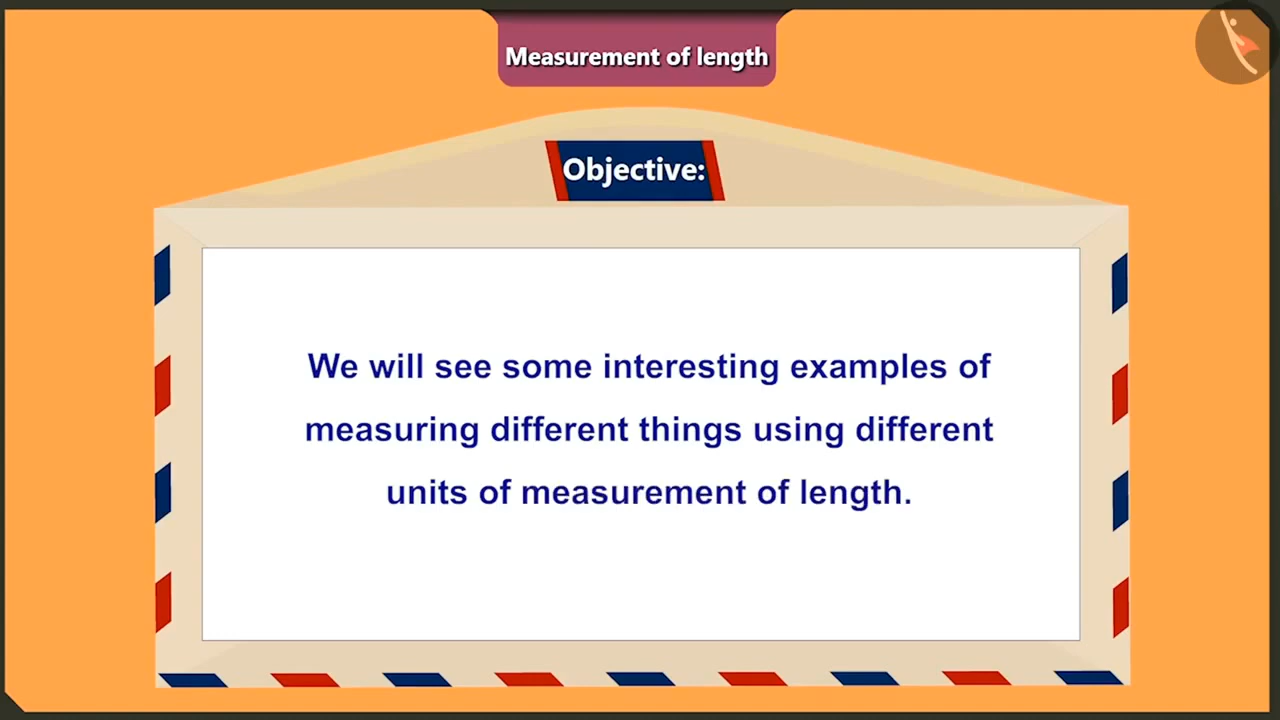 Measurement of length
Objective:
We will see some interesting examples of
measuring different things using different
units of measurement of length.